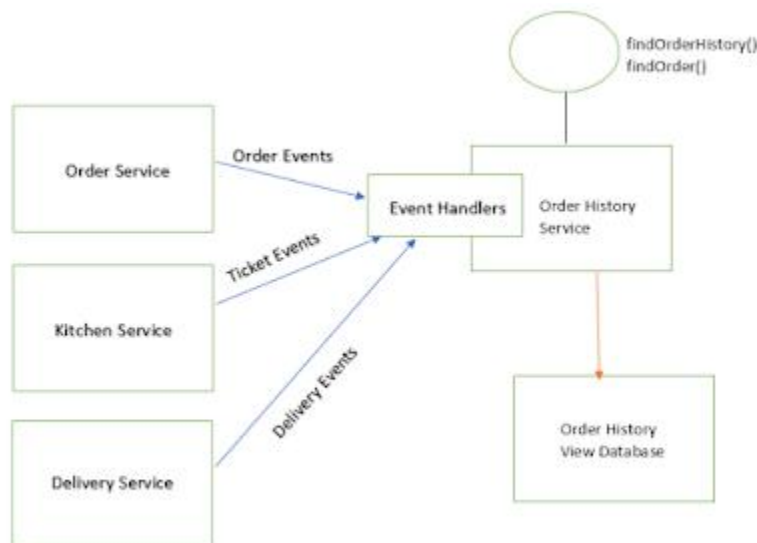 findOrderHistory()
findOrder()
Order Service
Order Events
Event Handlers
Order History
Service
Ticket Events
Kitchen Service
Delivery Events
Order History
View Database
Delivery Service